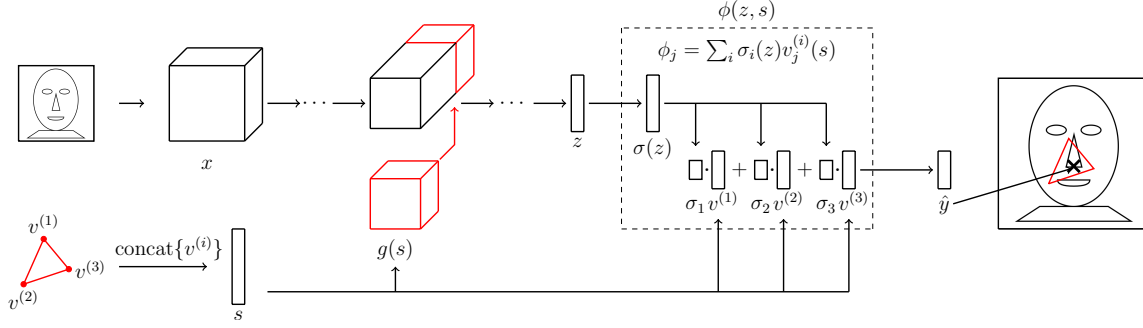 ϕ(z, s)
ϕ_j = ∑_i σ_i(z)v_j^{(i)}(s)
x
⋯
⋯
z
σ(z)
σ_1 v^{(1)} + σ_2 v^{(2)} + σ_3 v^{(3)}
ŷ
g(s)
v^{(1)}
v^{(2)}
v^{(3)}
concat{v^{(i)}}
s